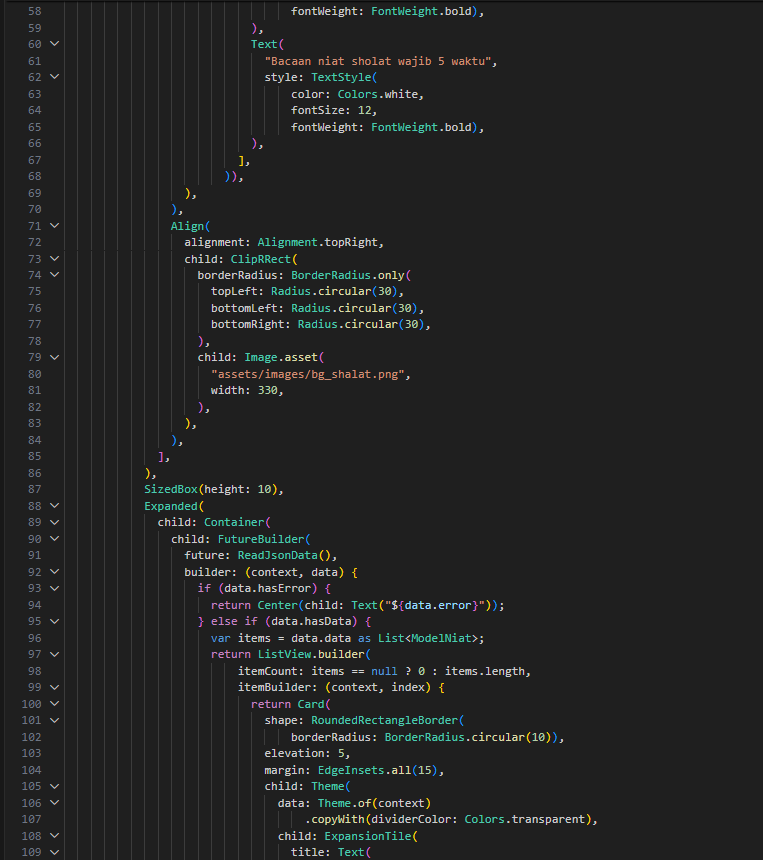 58 fontWeight: FontWeight.bold),
59 ),
60 Text(
61 "Bacaan niat sholat wajib 5 waktu",
62 style: TextStyle(
63 color: Colors.white,
64 fontSize: 12,
65 fontWeight: FontWeight.bold),
66 ),
67 ],
68 )),
69 ),
70 ),
71 Align(
72 alignment: Alignment.topRight,
73 child: ClipRRect(
74 borderRadius: BorderRadius.only(
75 topLeft: Radius.circular(30),
76 bottomLeft: Radius.circular(30),
77 bottomRight: Radius.circular(30),
78 ),
79 child: Image.asset(
80 "assets/images/bg_shalat.png",
81 width: 330,
82 ),
83 ),
84 ),
85 ],
86 ),
87 SizedBox(height: 10),
88 Expanded(
89 child: Container(
90 child: FutureBuilder(
91 future: ReadJsonData(),
92 builder: (context, data) {
93 if (data.hasError) {
94 return Center(child: Text("${data.error}"));
95 } else if (data.hasData) {
96 var items = data.data as List<ModelNiat>;
97 return ListView.builder(
98 itemCount: items == null ? 0 : items.length,
99 itemBuilder: (context, index) {
100 return Card(
101 shape: RoundedRectangleBorder(
102 borderRadius: BorderRadius.circular(10)),
103 elevation: 5,
104 margin: EdgeInsets.all(15),
105 child: Theme(
106 data: Theme.of(context)
107 .copyWith(dividerColor: Colors.transparent),
108 child: ExpansionTile(
109 title: Text(